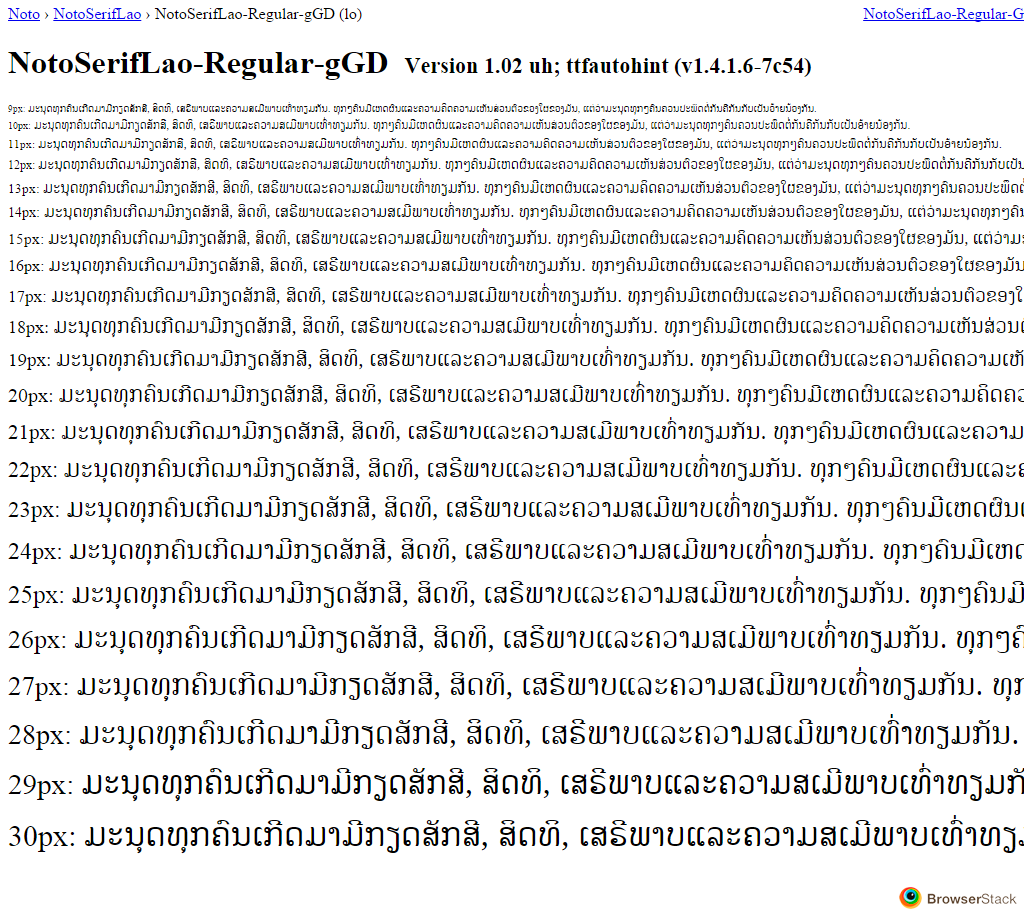 Noto › NotoSerifLao › NotoSerifLao-Regular-gGD (lo) NotoSerifLao-Regular-G
NotoSerifLao-Regular-gGD Version 1.02 uh; ttfautohint (v1.4.1.6-7c54)
9px: ມະນຸດທຸກຄົນເກີດມາມີກຽດສັກສີ, ສິດທິ, ເສຣີພາບແລະຄວາມສເມີພາບເທົ່າທຽມກັນ. ທຸກໆຄົນມີເຫດຜົນແລະຄວາມຄິດຄວາມເຫັນສ່ວນຕົວຂອງໃຜຂອງມັນ, ແຕ່ວ່າມະນຸດທຸກໆຄົນຄວນປະພຶດຕໍ່ກັນຄືກັນກັບເປັນອ້າຍນ້ອງກັນ.
10px: ມະນຸດທຸກຄົນເກີດມາມີກຽດສັກສີ, ສິດທິ, ເສຣີພາບແລະຄວາມສເມີພາບເທົ່າທຽມກັນ. ທຸກໆຄົນມີເຫດຜົນແລະຄວາມຄິດຄວາມເຫັນສ່ວນຕົວຂອງໃຜຂອງມັນ, ແຕ່ວ່າມະນຸດທຸກໆຄົນຄວນປະພຶດຕໍ່ກັນຄືກັນກັບເປັນອ້າຍນ້ອງກັນ.
11px: ມະນຸດທຸກຄົນເກີດມາມີກຽດສັກສີ, ສິດທິ, ເສຣີພາບແລະຄວາມສເມີພາບເທົ່າທຽມກັນ. ທຸກໆຄົນມີເຫດຜົນແລະຄວາມຄິດຄວາມເຫັນສ່ວນຕົວຂອງໃຜຂອງມັນ, ແຕ່ວ່າມະນຸດທຸກໆຄົນຄວນປະພຶດຕໍ່ກັນຄືກັນກັບເປັນອ້າຍນ້ອງກັນ.
12px: ມະນຸດທຸກຄົນເກີດມາມີກຽດສັກສີ, ສິດທິ, ເສຣີພາບແລະຄວາມສເມີພາບເທົ່າທຽມກັນ. ທຸກໆຄົນມີເຫດຜົນແລະຄວາມຄິດຄວາມເຫັນສ່ວນຕົວຂອງໃຜຂອງມັນ, ແຕ່ວ່າມະນຸດທຸກໆຄົນຄວນປະພຶດຕໍ່ກັນຄືກັນກັບເປັ
13px: ມະນຸດທຸກຄົນເກີດມາມີກຽດສັກສີ, ສິດທິ, ເສຣີພາບແລະຄວາມສເມີພາບເທົ່າທຽມກັນ. ທຸກໆຄົນມີເຫດຜົນແລະຄວາມຄິດຄວາມເຫັນສ່ວນຕົວຂອງໃຜຂອງມັນ, ແຕ່ວ່າມະນຸດທຸກໆຄົນຄວນປະພຶດ
14px: ມະນຸດທຸກຄົນເກີດມາມີກຽດສັກສີ, ສິດທິ, ເສຣີພາບແລະຄວາມສເມີພາບເທົ່າທຽມກັນ. ທຸກໆຄົນມີເຫດຜົນແລະຄວາມຄິດຄວາມເຫັນສ່ວນຕົວຂອງໃຜຂອງມັນ, ແຕ່ວ່າມະນຸດທຸກໆຄົ
15px: ມະນຸດທຸກຄົນເກີດມາມີກຽດສັກສີ, ສິດທິ, ເສຣີພາບແລະຄວາມສເມີພາບເທົ່າທຽມກັນ. ທຸກໆຄົນມີເຫດຜົນແລະຄວາມຄິດຄວາມເຫັນສ່ວນຕົວຂອງໃຜຂອງມັນ, ແຕ່ວ່າມ
16px: ມະນຸດທຸກຄົນເກີດມາມີກຽດສັກສີ, ສິດທິ, ເສຣີພາບແລະຄວາມສເມີພາບເທົ່າທຽມກັນ. ທຸກໆຄົນມີເຫດຜົນແລະຄວາມຄິດຄວາມເຫັນສ່ວນຕົວຂອງໃຜຂອງມັນ
17px: ມະນຸດທຸກຄົນເກີດມາມີກຽດສັກສີ, ສິດທິ, ເສຣີພາບແລະຄວາມສເມີພາບເທົ່າທຽມກັນ. ທຸກໆຄົນມີເຫດຜົນແລະຄວາມຄິດຄວາມເຫັນສ່ວນຕົວຂອງໃ
18px: ມະນຸດທຸກຄົນເກີດມາມີກຽດສັກສີ, ສິດທິ, ເສຣີພາບແລະຄວາມສເມີພາບເທົ່າທຽມກັນ. ທຸກໆຄົນມີເຫດຜົນແລະຄວາມຄິດຄວາມເຫັນສ່ວນ
19px: ມະນຸດທຸກຄົນເກີດມາມີກຽດສັກສີ, ສິດທິ, ເສຣີພາບແລະຄວາມສເມີພາບເທົ່າທຽມກັນ. ທຸກໆຄົນມີເຫດຜົນແລະຄວາມຄິດຄວາມເຫັ
20px: ມະນຸດທຸກຄົນເກີດມາມີກຽດສັກສີ, ສິດທິ, ເສຣີພາບແລະຄວາມສເມີພາບເທົ່າທຽມກັນ. ທຸກໆຄົນມີເຫດຜົນແລະຄວາມຄິດຄວ
21px: ມະນຸດທຸກຄົນເກີດມາມີກຽດສັກສີ, ສິດທິ, ເສຣີພາບແລະຄວາມສເມີພາບເທົ່າທຽມກັນ. ທຸກໆຄົນມີເຫດຜົນແລະຄວາມ
22px: ມະນຸດທຸກຄົນເກີດມາມີກຽດສັກສີ, ສິດທິ, ເສຣີພາບແລະຄວາມສເມີພາບເທົ່າທຽມກັນ. ທຸກໆຄົນມີເຫດຜົນແລະຄ
23px: ມະນຸດທຸກຄົນເກີດມາມີກຽດສັກສີ, ສິດທິ, ເສຣີພາບແລະຄວາມສເມີພາບເທົ່າທຽມກັນ. ທຸກໆຄົນມີເຫດຜົນ
24px: ມະນຸດທຸກຄົນເກີດມາມີກຽດສັກສີ, ສິດທິ, ເສຣີພາບແລະຄວາມສເມີພາບເທົ່າທຽມກັນ. ທຸກໆຄົນມີເຫດ
25px: ມະນຸດທຸກຄົນເກີດມາມີກຽດສັກສີ, ສິດທິ, ເສຣີພາບແລະຄວາມສເມີພາບເທົ່າທຽມກັນ. ທຸກໆຄົນມີ
26px: ມະນຸດທຸກຄົນເກີດມາມີກຽດສັກສີ, ສິດທິ, ເສຣີພາບແລະຄວາມສເມີພາບເທົ່າທຽມກັນ. ທຸກໆຄົ
27px: ມະນຸດທຸກຄົນເກີດມາມີກຽດສັກສີ, ສິດທິ, ເສຣີພາບແລະຄວາມສເມີພາບເທົ່າທຽມກັນ. ທຸກ
28px: ມະນຸດທຸກຄົນເກີດມາມີກຽດສັກສີ, ສິດທິ, ເສຣີພາບແລະຄວາມສເມີພາບເທົ່າທຽມກັນ.
29px: ມະນຸດທຸກຄົນເກີດມາມີກຽດສັກສີ, ສິດທິ, ເສຣີພາບແລະຄວາມສເມີພາບເທົ່າທຽມກັ
30px: ມະນຸດທຸກຄົນເກີດມາມີກຽດສັກສີ, ສິດທິ, ເສຣີພາບແລະຄວາມສເມີພາບເທົ່າທຽ
BrowserStack